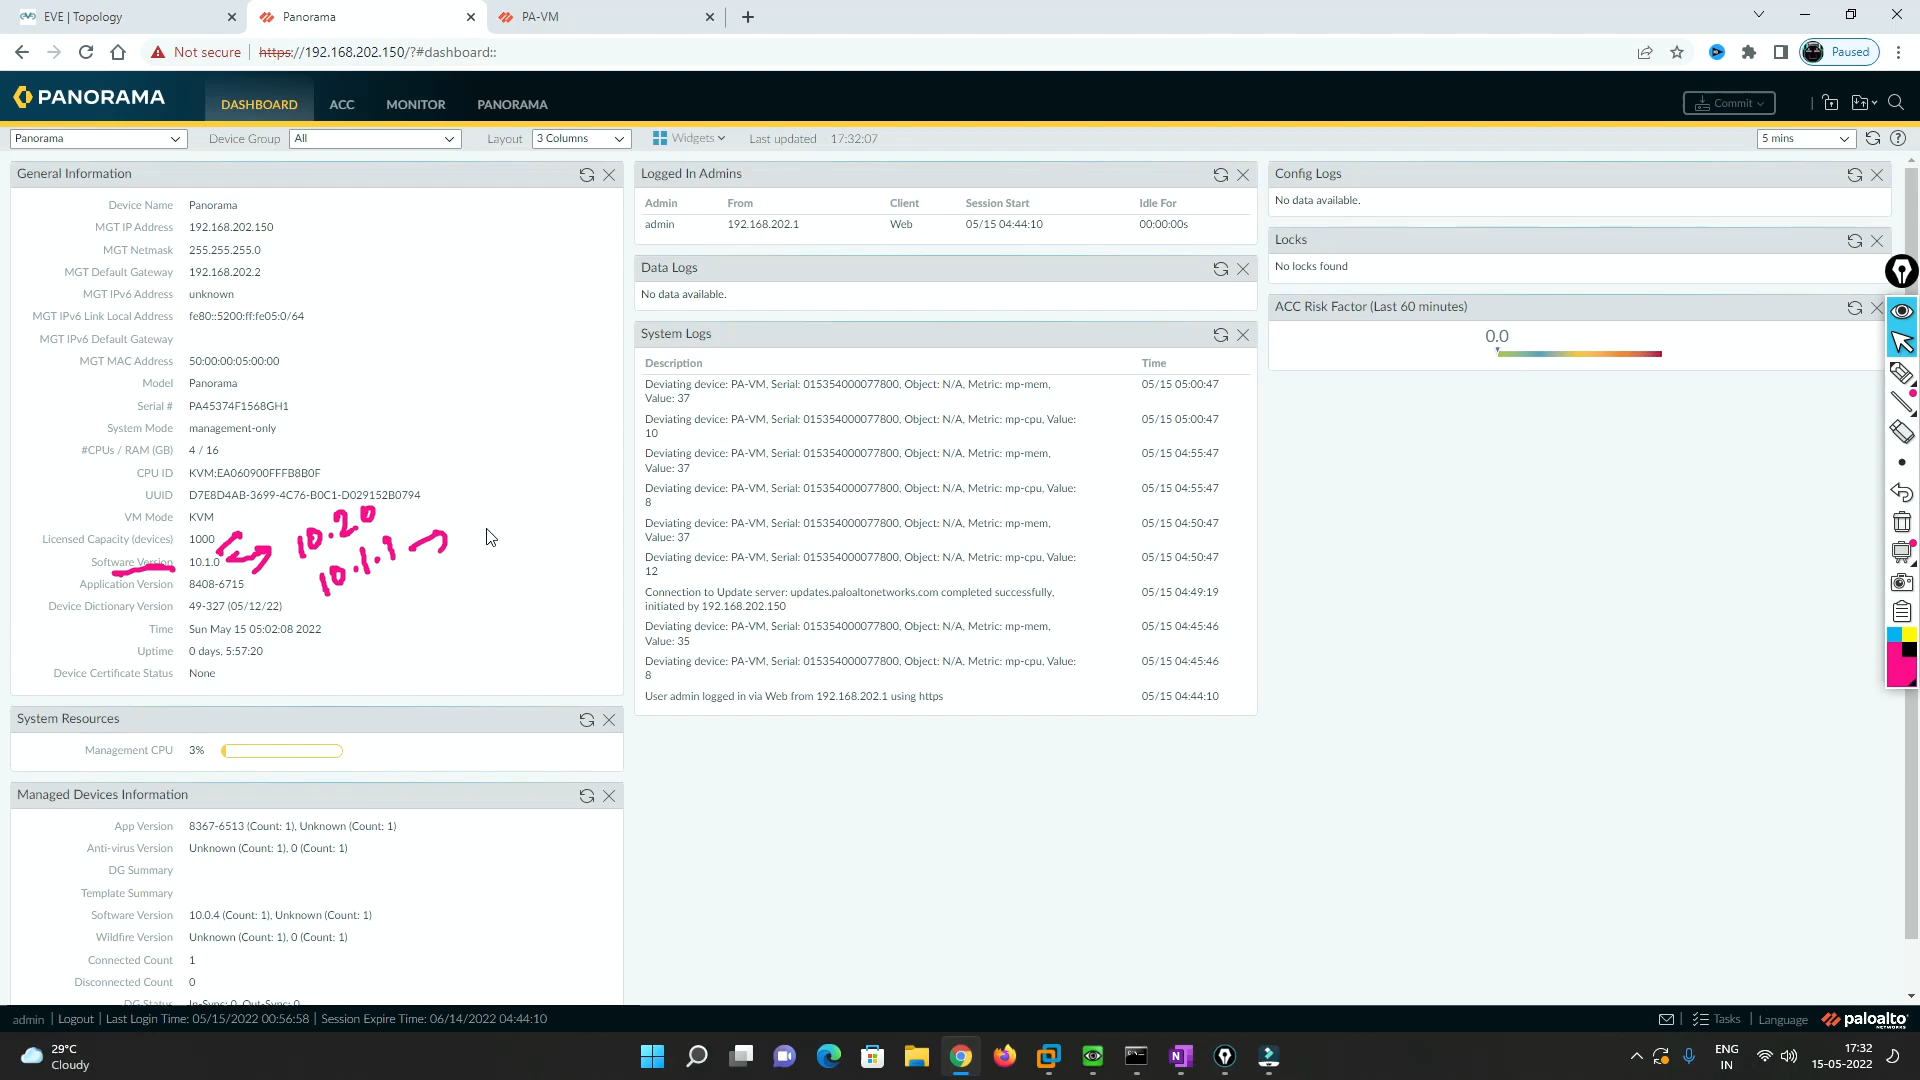 EVE | Topology
Panorama
PA-VM
Not secure
https://192.168.202.150/?#dashboard::
Paused
PANORAMA
DASHBOARD
ACC
MONITOR
PANORAMA
Commit
Panorama
Device Group
All
Layout
3 Columns
Widgets
Last updated 17:32:07
5 mins
General Information
Device Name Panorama
MGT IP Address 192.168.202.150
MGT Netmask 255.255.255.0
MGT Default Gateway 192.168.202.2
MGT IPv6 Address unknown
MGT IPv6 Link Local Address fe80::5200:ff:fe05:0/64
MGT IPv6 Default Gateway
MGT MAC Address 50:00:00:05:00:00
Model Panorama
Serial # PA45374F1568GH1
System Mode management-only
#CPUs / RAM (GB) 4 / 16
CPU ID KVM:EA060900FFFB8B0F
UUID D7E8D4AB-3699-4C76-B0C1-D029152B0794
VM Mode KVM
Licensed Capacity (devices) 1000
Software Version 10.1.0
10.20
10.1.1
Application Version 8408-6715
Device Dictionary Version 49-327 (05/12/22)
Time Sun May 15 05:02:08 2022
Uptime 0 days, 5:57:20
Device Certificate Status None
System Resources
Management CPU 3%
Managed Devices Information
App Version 8367-6513 (Count: 1), Unknown (Count: 1)
Anti-virus Version Unknown (Count: 1), 0 (Count: 1)
DG Summary
Template Summary
Software Version 10.0.4 (Count: 1), Unknown (Count: 1)
Wildfire Version Unknown (Count: 1), 0 (Count: 1)
Connected Count 1
Disconnected Count 0
DG Status In-Sync: 0, Out-Sync: 0
Logged In Admins
Admin From Client Session Start Idle For
admin 192.168.202.1 Web 05/15 04:44:10 00:00:00s
Data Logs
No data available.
System Logs
Description Time
Deviating device: PA-VM, Serial: 015354000077800, Object: N/A, Metric: mp-mem, 05/15 05:00:47
Value: 37
Deviating device: PA-VM, Serial: 015354000077800, Object: N/A, Metric: mp-cpu, Value: 05/15 05:00:47
10
Deviating device: PA-VM, Serial: 015354000077800, Object: N/A, Metric: mp-mem, 05/15 04:55:47
Value: 37
Deviating device: PA-VM, Serial: 015354000077800, Object: N/A, Metric: mp-cpu, Value: 05/15 04:55:47
8
Deviating device: PA-VM, Serial: 015354000077800, Object: N/A, Metric: mp-mem, 05/15 04:50:47
Value: 37
Deviating device: PA-VM, Serial: 015354000077800, Object: N/A, Metric: mp-cpu, Value: 05/15 04:50:47
12
Connection to Update server: updates.paloaltonetworks.com completed successfully, 05/15 04:49:19
initiated by 192.168.202.150
Deviating device: PA-VM, Serial: 015354000077800, Object: N/A, Metric: mp-mem, 05/15 04:45:46
Value: 35
Deviating device: PA-VM, Serial: 015354000077800, Object: N/A, Metric: mp-cpu, Value: 05/15 04:45:46
8
User admin logged in via Web from 192.168.202.1 using https 05/15 04:44:10
Config Logs
No data available.
Locks
No locks found
ACC Risk Factor (Last 60 minutes)
0.0
admin | Logout | Last Login Time: 05/15/2022 00:56:58 | Session Expire Time: 06/14/2022 04:44:10
Tasks | Language
paloalto
NETWORKS
29°C
Cloudy
ENG
IN
17:32
15-05-2022